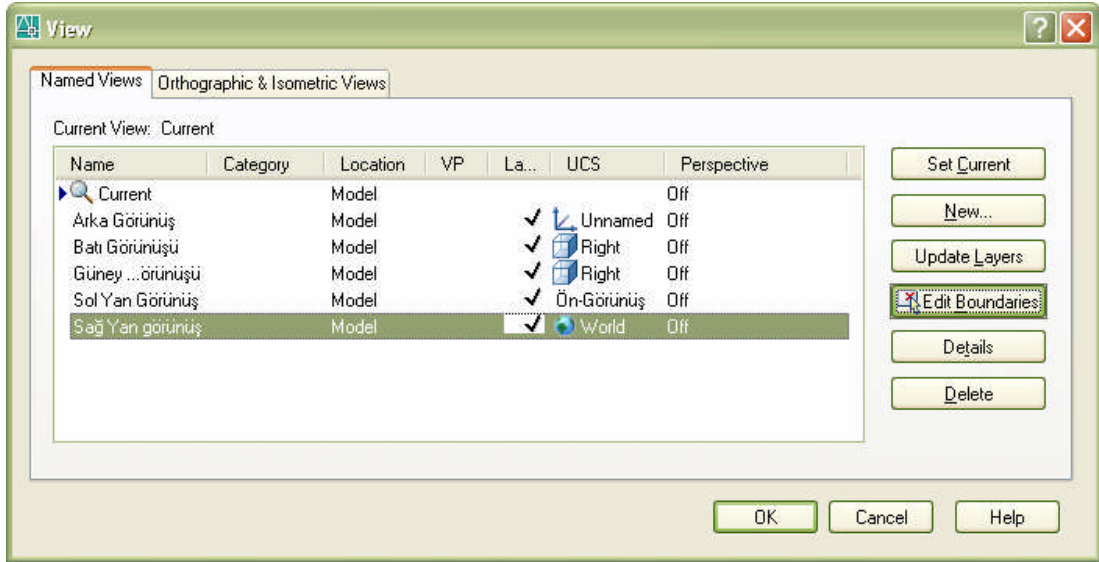 View
Named Views Orthographic & Isometric Views
Current View: Current
Name Category Location VP La... UCS Perspective
Current Model Off
Arka Görünüş Model Unnamed Off
Batı Görünüşü Model Right Off
Güney ...örünüşü Model Right Off
Sol Yan Görünüş Model Ön-Görünüş Off
Sağ Yan görünüş Model World Off
Set Current
New...
Update Layers
Edit Boundaries
Details
Delete
OK Cancel Help